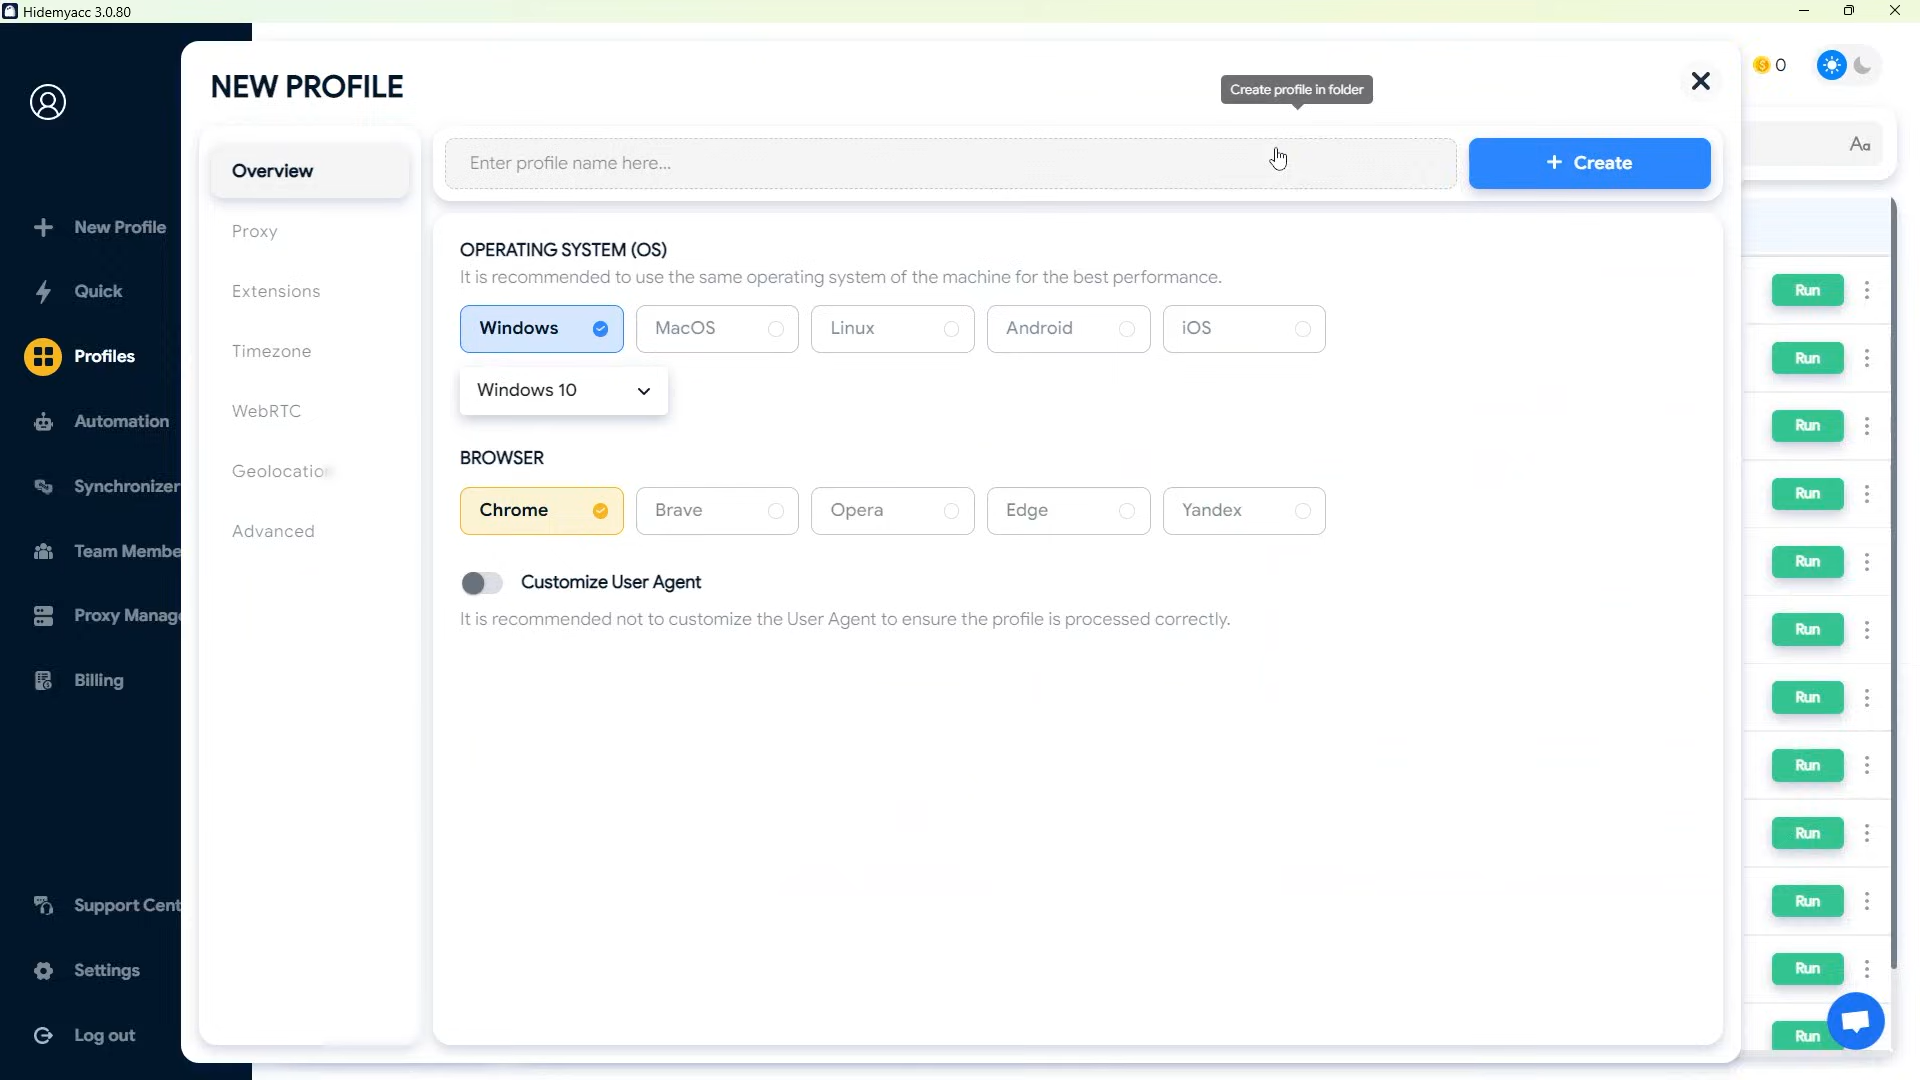 Hidemyacc 3.0.80
NEW PROFILE
Create profile in folder
0
Overview
Enter profile name here...
+ Create
Aa
New Profile
Proxy
OPERATING SYSTEM (OS)
It is recommended to use the same operating system of the machine for the best performance.
Quick
Extensions
Run
Windows
MacOS
Linux
Android
iOS
Profiles
Timezone
Run
Windows 10
Automation
WebRTC
Run
BROWSER
Synchronizer
Geolocatio
Run
Chrome
Brave
Opera
Edge
Yandex
Team Membe
Advanced
Run
Customize User Agent
Proxy Manag
It is recommended not to customize the User Agent to ensure the profile is processed correctly.
Run
Billing
Run
Run
Run
Support Cent
Run
Settings
Run
Log out
Run